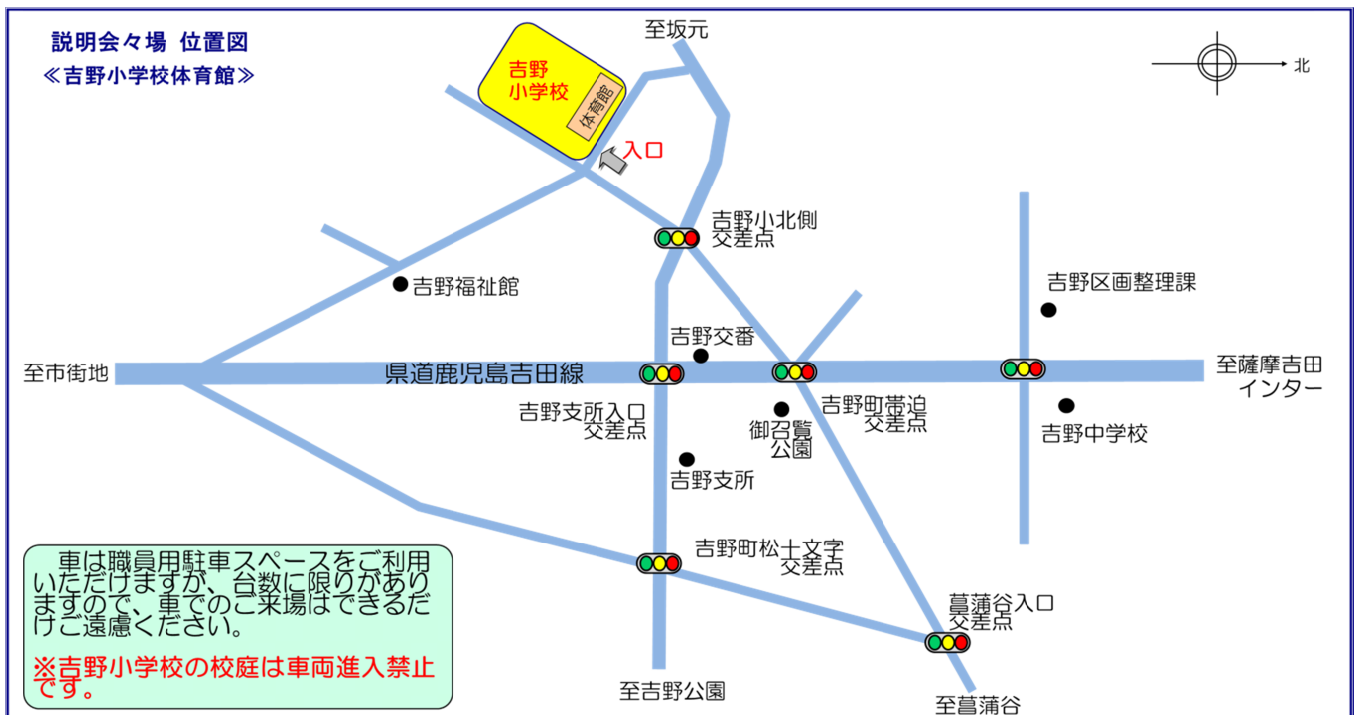 説明会々場 位置図
≪吉野小学校体育館≫
至坂元
北
吉野
小学校
体育館
入口
吉野小北側
交差点
吉野福祉館
吉野区画整理課
吉野交番
至市街地
県道鹿児島吉田線
至薩摩吉田
インター
吉野支所入口
交差点
御召覧
公園
吉野町帯迫
交差点
吉野中学校
吉野支所
吉野町松十文字
交差点
菖蒲谷入口
交差点
車は職員用駐車スペースをご利用
いただけますが、台数に限りがあり
ますので、車でのご来場はできるだ
けご遠慮ください。
※吉野小学校の校庭は車両進入禁止
です。
至吉野公園
至菖蒲谷